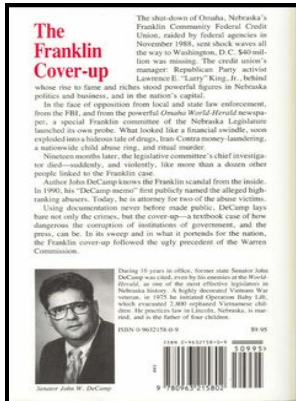 The
Franklin
Cover-up
The shut-down of Omaha, Nebraska's
Franklin Community Federal Credit
Union, raided by federal agencies in
November 1988, sent shock waves all
the way to Washington, D.C. $40 mil-
lion was missing. The credit union's
manager: Republican Party activist
Lawrence E. "Larry" King, Jr., behind
whose rise to fame and riches stood powerful figures in Nebraska
politics and business, and in the nation's capital.
In the face of opposition from local and state law enforcement,
from the FBI, and from the powerful Omaha World-Herald newspa-
per, a special Franklin committee of the Nebraska Legislature
launched its own probe. What looked like a financial swindle, soon
exploded into a hideous tale of drugs, Iran-Contra money-laundering,
a nationwide child abuse ring, and ritual murder.
Nineteen months later, the legislative committee's chief investiga-
tor died—suddenly, and violently, like more than a dozen other
people linked to the Franklin case.
Author John DeCamp knows the Franklin scandal from the inside.
In 1990, his "DeCamp memo" first publicly named the alleged high-
ranking abusers. Today, he is attorney for two of the abuse victims.
Using documentation never before made public, DeCamp lays
bare not only the crimes, but the cover-up—a textbook case of how
dangerous the corruption of institutions of government, and the
press, can be. In its sweep and in what it portends for the nation,
the Franklin cover-up followed the ugly precedent of the Warren
Commission.
During 16 years in office, former state Senator John
DeCamp was cited, even by his enemies at the World-
Herald, as one of the most effective legislators in
Nebraska history. A highly decorated Vietnam War
veteran, in 1975 he initiated Operation Baby Lift,
which evacuated 2,800 orphaned Vietnamese chil-
dren. He practices law in Lincoln, Nebraska, is mar-
ried, and is the father of four children.
ISBN 0-9632158-0-9
$9.95
ISBN 0-9632158-0-9
50995
9 780963 215802
Senator John W. DeCamp